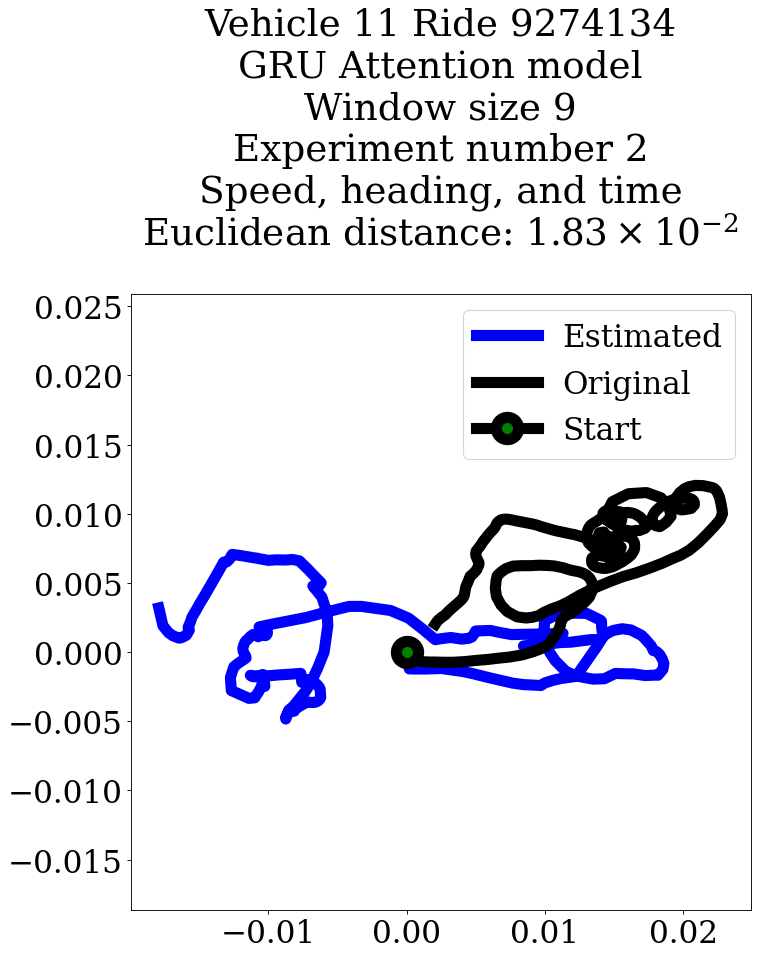 Vehicle 11 Ride 9274134
GRU Attention model
Window size 9
Experiment number 2
Speed, heading, and time
Euclidean distance: 1.83 × 10⁻²
0.025
0.020
0.015
0.010
0.005
0.000
−0.005
−0.010
−0.015
Estimated
Original
Start
−0.01 0.00 0.01 0.02